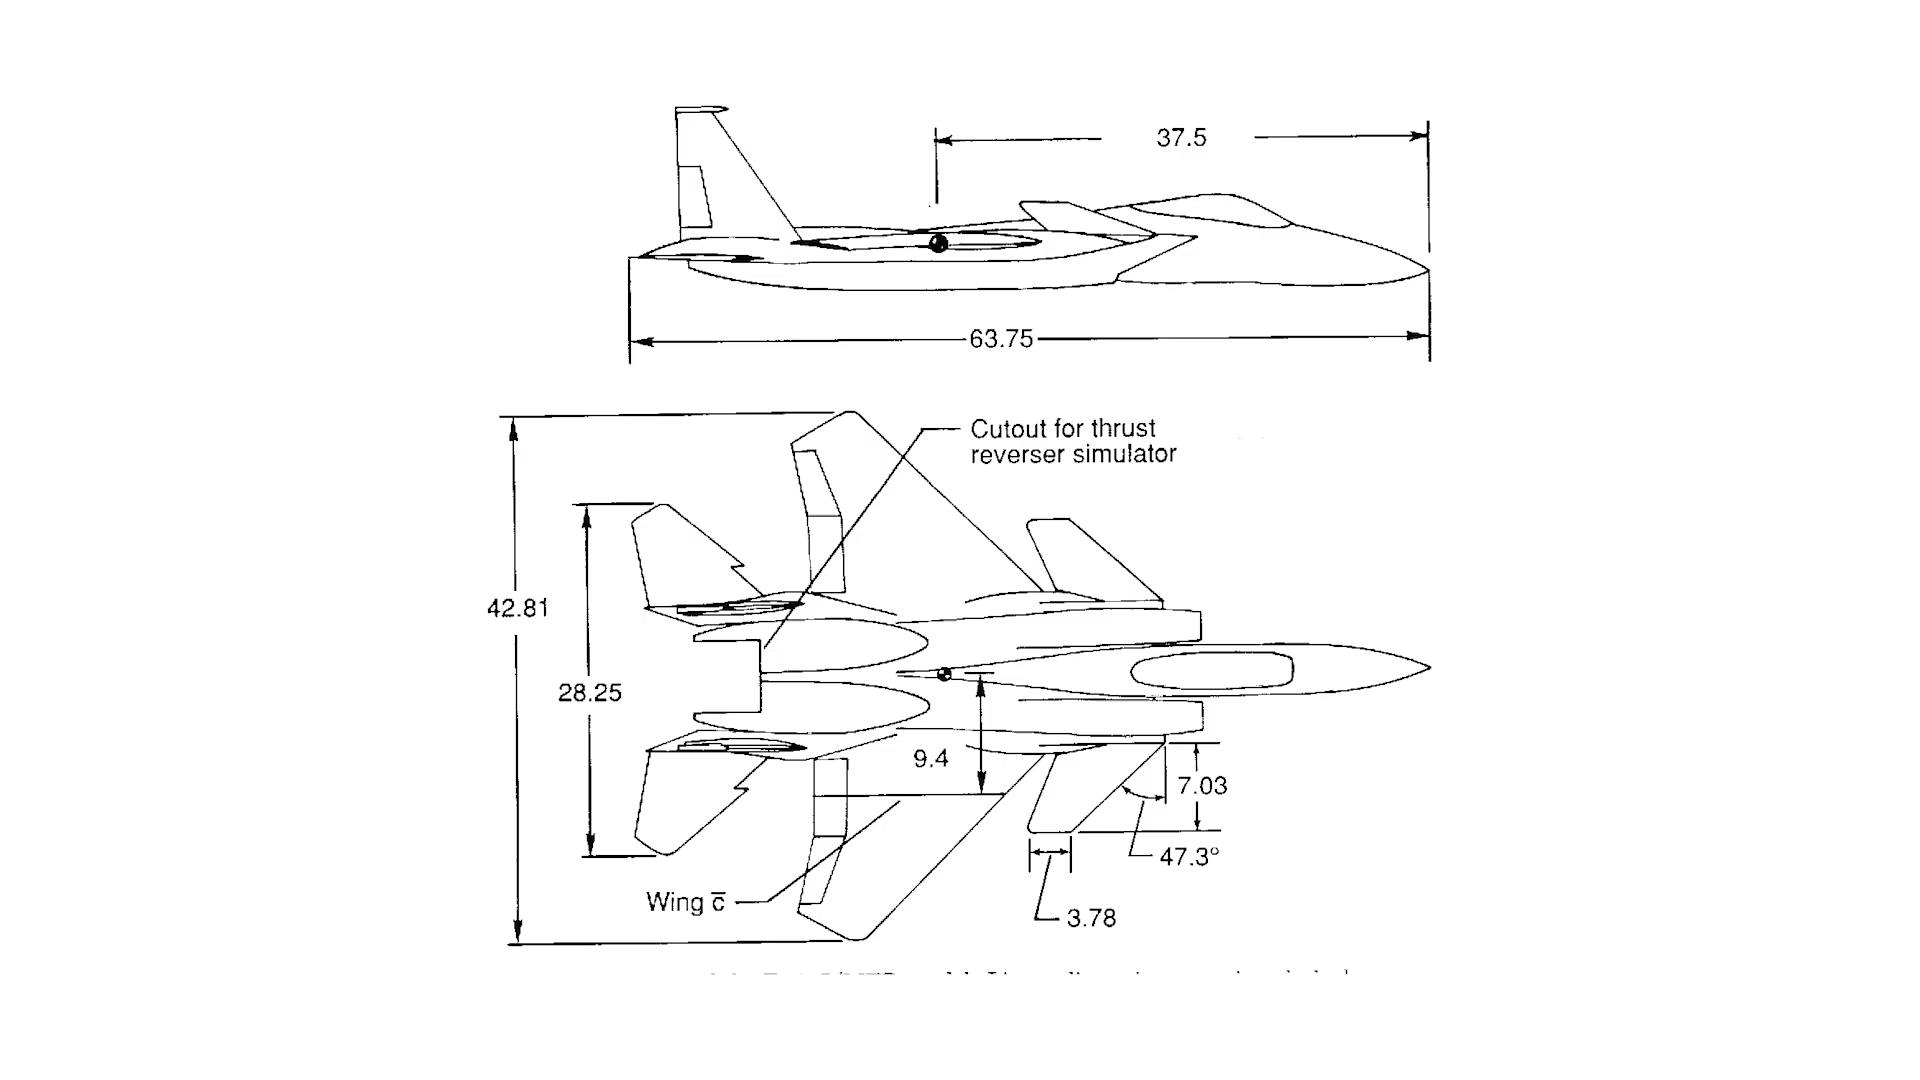 37.5
63.75
Cutout for thrust
reverser simulator
42.81
28.25
9.4
7.03
47.3°
Wing c̅
3.78